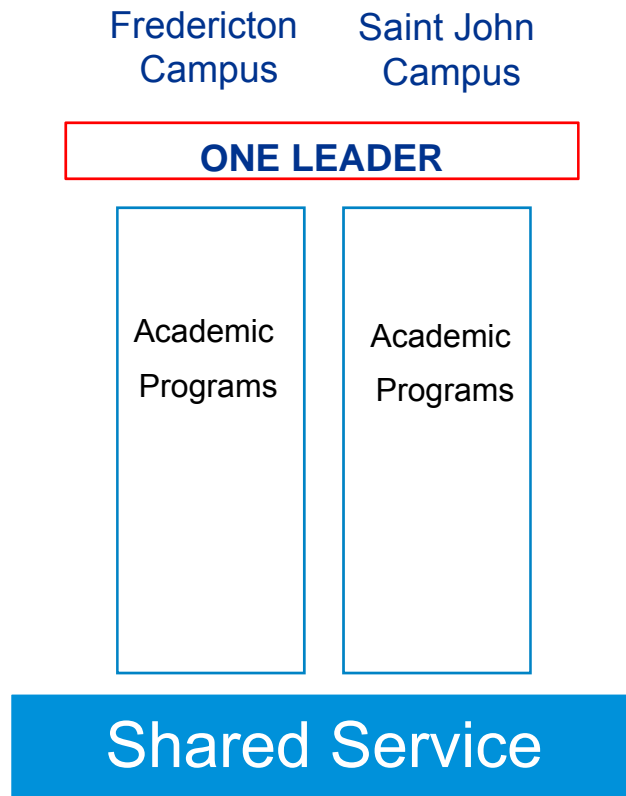 Fredericton
Campus
Saint John
Campus
ONE LEADER
Academic
Programs
Academic
Programs
Shared Service